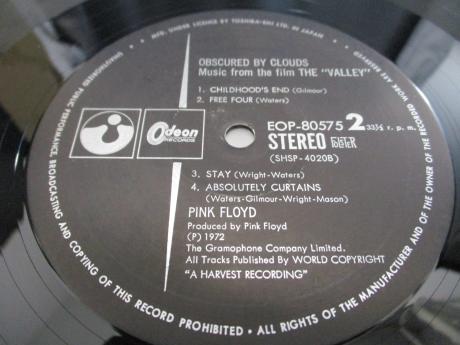 MFD. UNDER LICENCE BY TOSHIBA-EMI LTD. IN JAPAN
OBSCURED BY CLOUDS
Music from the film THE "VALLEY"
1. CHILDHOOD'S END (Gilmour)
2. FREE FOUR (Waters)
Odeon
RECORDS
EOP-80575 2 33⅓ r. p. m.
STEREO
(SHSP-4020B)
3. STAY (Wright-Waters)
4. ABSOLUTELY CURTAINS
(Waters-Gilmour-Wright-Mason)
PINK FLOYD
Produced by Pink Floyd
(P) 1972
The Gramophone Company Limited.
All Tracks Published By WORLD COPYRIGHT
"A HARVEST RECORDING"
UNAUTHORIZED PUBLIC PERFORMANCE, BROADCASTING AND COPYING OF THIS RECORD PROHIBITED • ALL RIGHTS OF THE MANUFACTURER AND OF THE OWNER OF THE RECORDED WORK ARE RESERVED